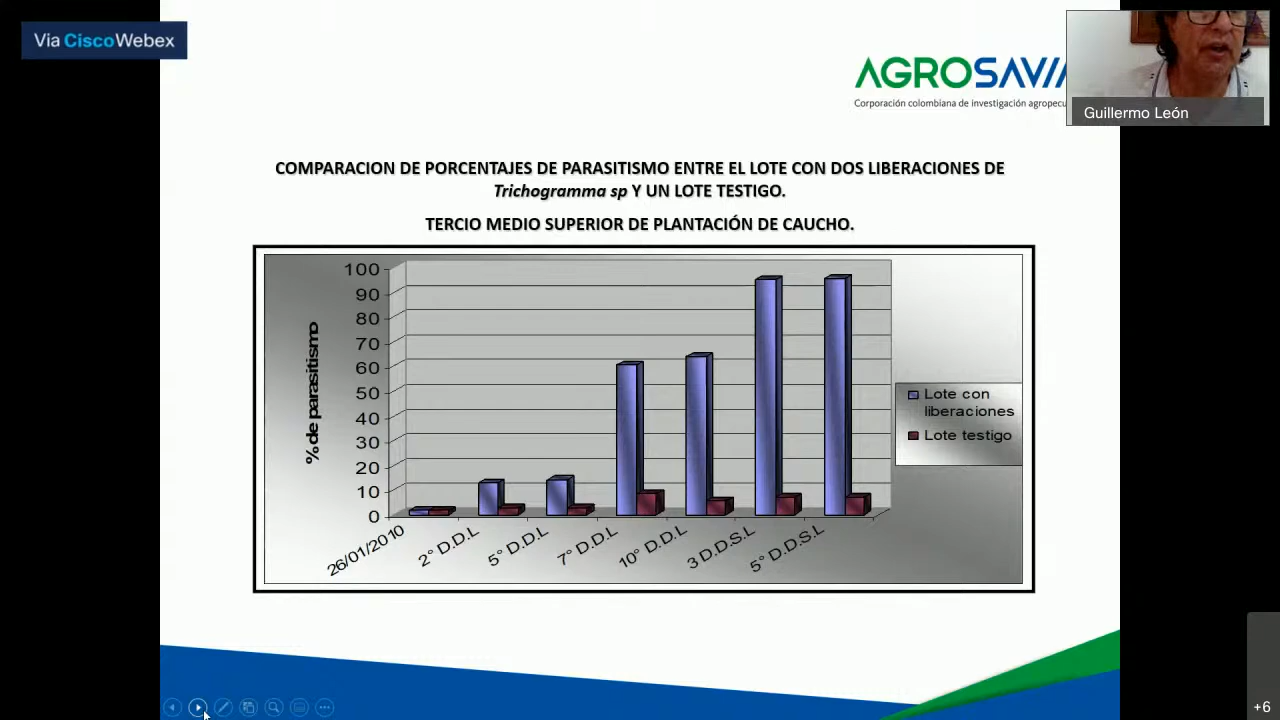 Vía CiscoWebex
AGROSAVIA
Corporación colombiana de investigación agropecu
Guillermo León
COMPARACION DE PORCENTAJES DE PARASITISMO ENTRE EL LOTE CON DOS LIBERACIONES DE
Trichogramma sp Y UN LOTE TESTIGO.
TERCIO MEDIO SUPERIOR DE PLANTACIÓN DE CAUCHO.
% de parasitismo
100
90
80
70
60
50
40
30
20
10
0
26/01/2010
2° D.D.L
5° D.D.L
7° D.D.L
10° D.D.L
3 D.D.S.L
5° D.D.S.L
Lote con
liberaciones
Lote testigo
+6